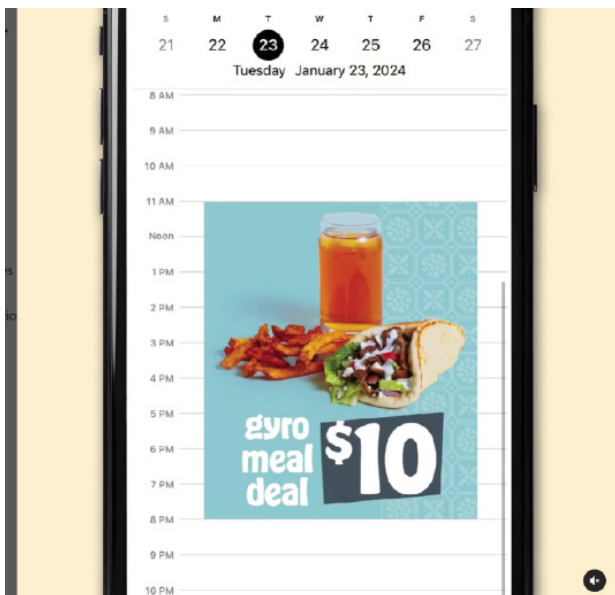 S M T W T F S
21 22 23 24 25 26 27
Tuesday January 23, 2024
8 AM
9 AM
10 AM
11 AM
Noon
1 PM
2 PM
3 PM
4 PM
5 PM
6 PM
7 PM
8 PM
9 PM
10 PM
gyro
meal
deal
$10